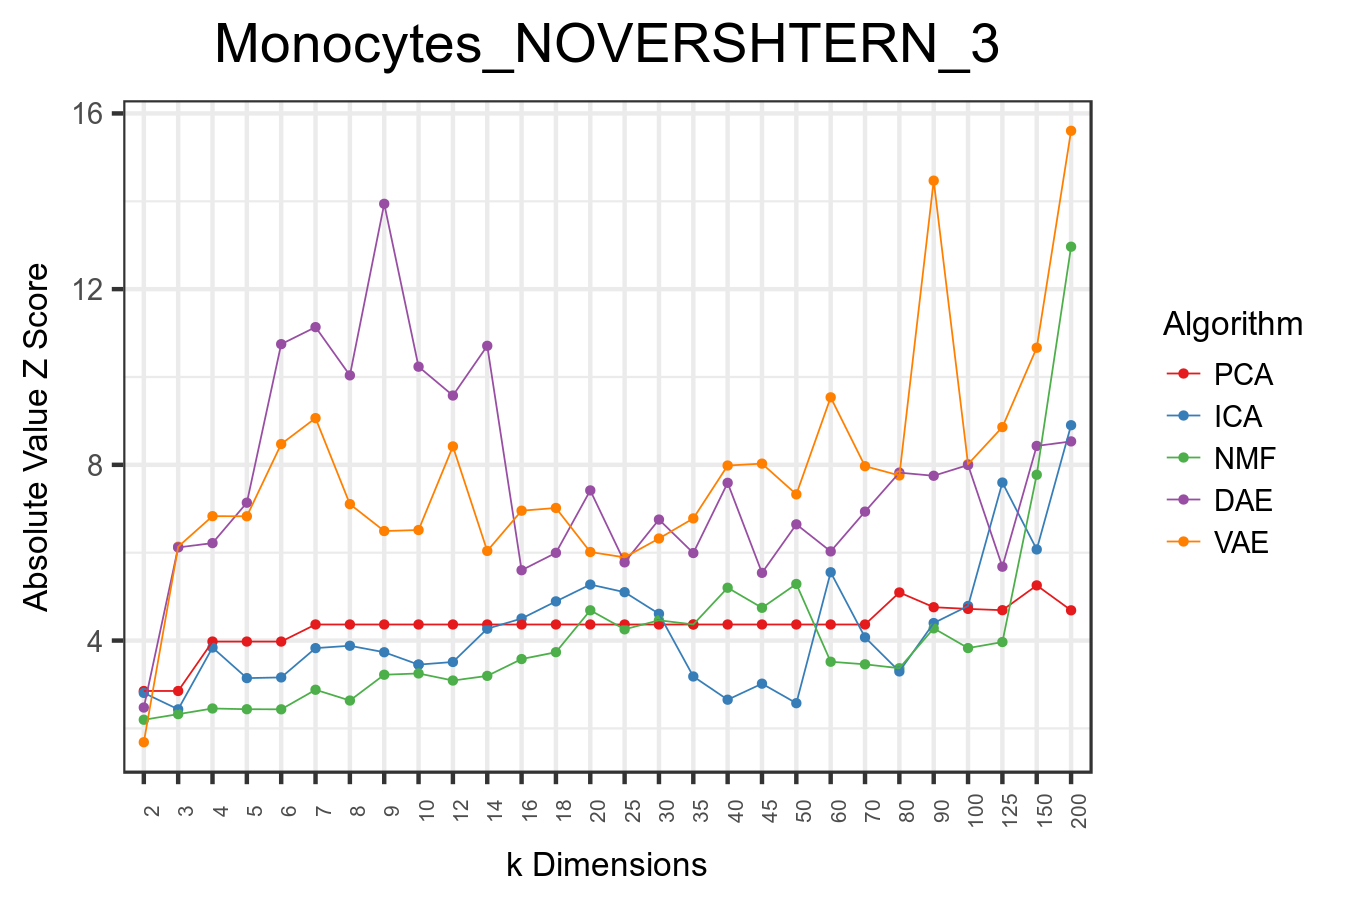 Monocytes_NOVERSHTERN_3
Absolute Value Z Score
16
12
8
4
2 3 4 5 6 7 8 9 10 12 14 16 18 20 25 30 35 40 45 50 60 70 80 90 100 125 150 200
k Dimensions
Algorithm
PCA
ICA
NMF
DAE
VAE